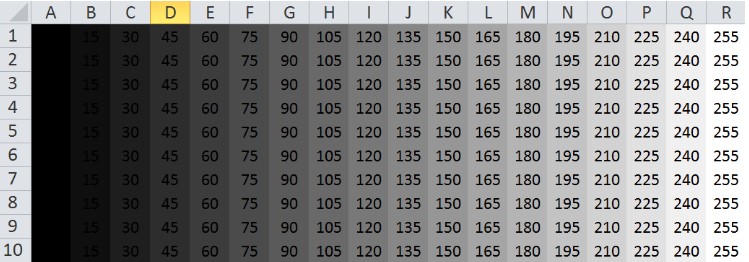 A B C D E F G H I J K L M N O P Q R
1 15 30 45 60 75 90 105 120 135 150 165 180 195 210 225 240 255
2 15 30 45 60 75 90 105 120 135 150 165 180 195 210 225 240 255
3 15 30 45 60 75 90 105 120 135 150 165 180 195 210 225 240 255
4 15 30 45 60 75 90 105 120 135 150 165 180 195 210 225 240 255
5 15 30 45 60 75 90 105 120 135 150 165 180 195 210 225 240 255
6 15 30 45 60 75 90 105 120 135 150 165 180 195 210 225 240 255
7 15 30 45 60 75 90 105 120 135 150 165 180 195 210 225 240 255
8 15 30 45 60 75 90 105 120 135 150 165 180 195 210 225 240 255
9 15 30 45 60 75 90 105 120 135 150 165 180 195 210 225 240 255
10 15 30 45 60 75 90 105 120 135 150 165 180 195 210 225 240 255